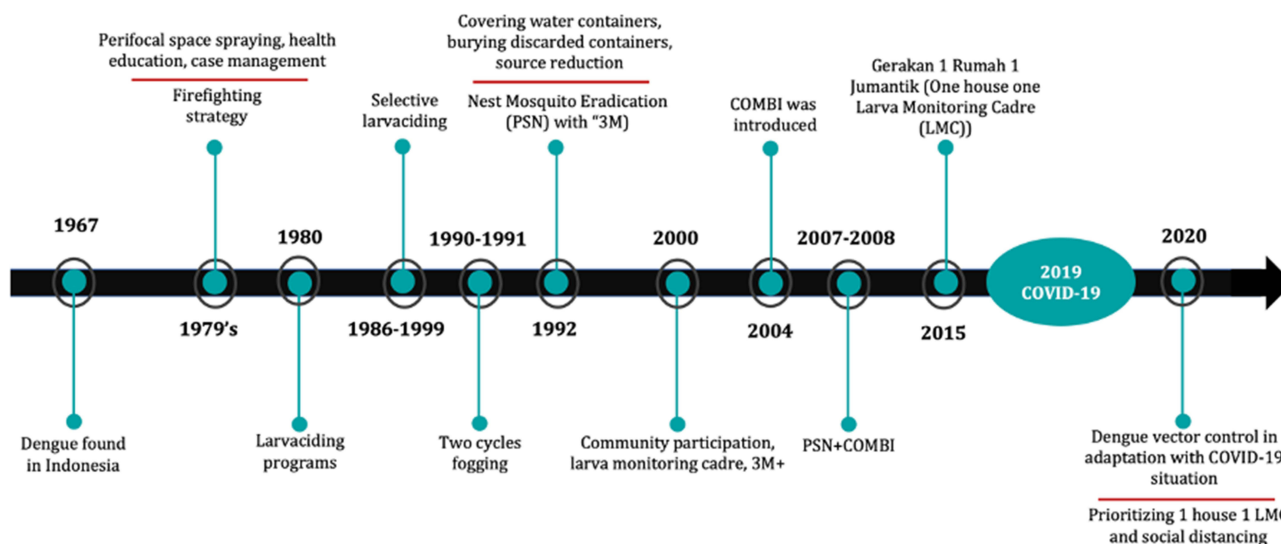 Perifocal space spraying, health
education, case management
Firefighting
strategy
Selective
larvaciding
Covering water containers,
burying discarded containers,
source reduction
Nest Mosquito Eradication
(PSN) with “3M)
COMBI was
introduced
Gerakan 1 Rumah 1
Jumantik (One house one
Larva Monitoring Cadre
(LMC))
1967
1980
1990-1991
2000
2007-2008
2020
2019
COVID-19
1979’s
1986-1999
1992
2004
2015
Dengue found
in Indonesia
Larvaciding
programs
Two cycles
fogging
Community participation,
larva monitoring cadre, 3M+
PSN+COMBI
Dengue vector control in
adaptation with COVID-19
situation
Prioritizing 1 house 1 LMC
and social distancing